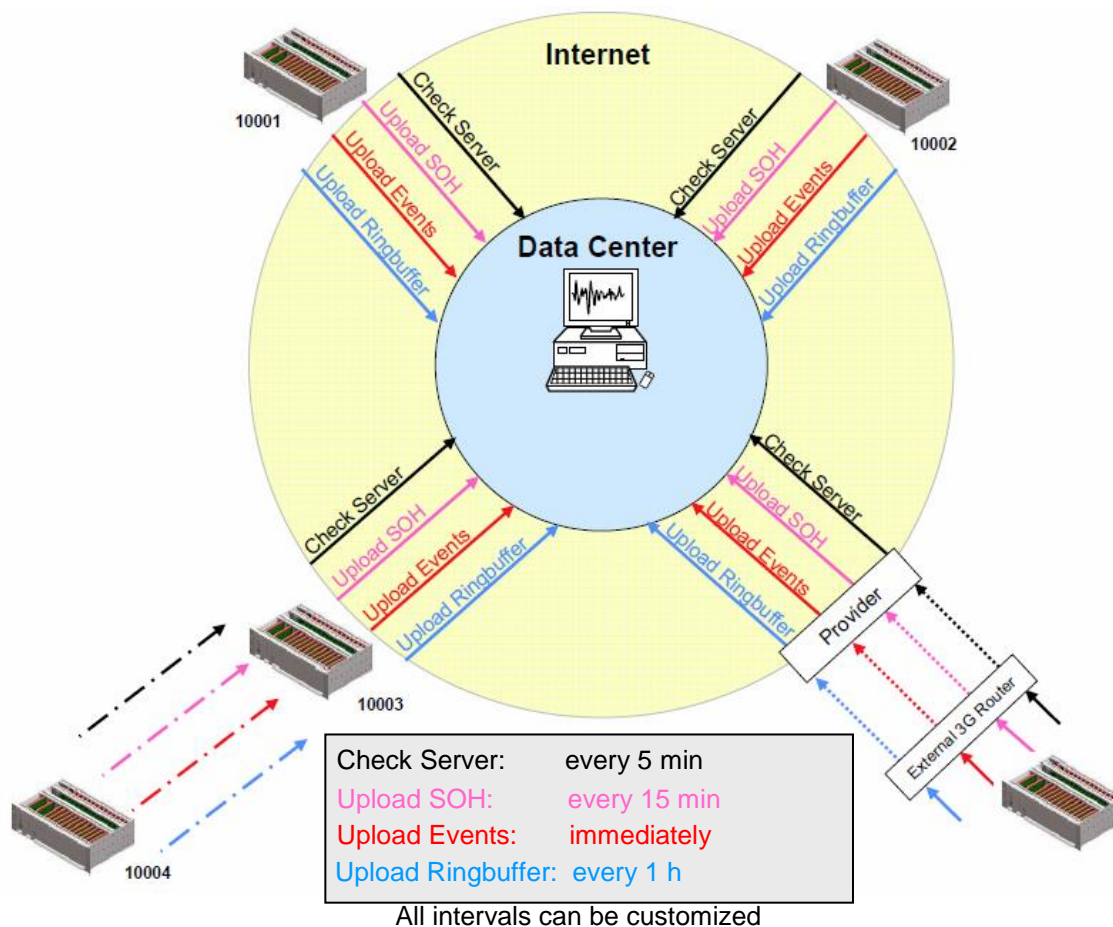 Internet
10001
10002
Check Server
Upload SOH
Upload Events
Upload Ringbuffer
Check Server
Upload SOH
Upload Events
Upload Ringbuffer
Data Center
Check Server
Upload SOH
Upload Events
Upload Ringbuffer
Check Server
Upload SOH
Upload Events
Upload Ringbuffer
Provider
External 3G Router
10003
10004
Check Server: every 5 min
Upload SOH: every 15 min
Upload Events: immediately
Upload Ringbuffer: every 1 h
All intervals can be customized